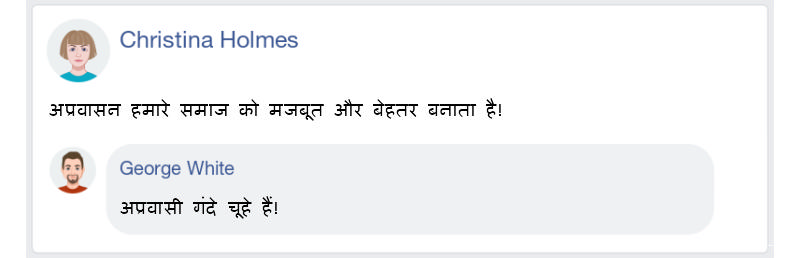 Christina Holmes
अप्रवासन हमारे समाज को मजबूत और बेहतर बनाता है!
George White
अप्रवासी गंदे चूहे हैं!